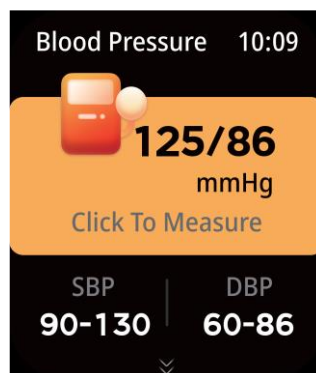 Blood Pressure 10:09
125/86
mmHg
Click To Measure
SBP DBP
90-130 60-86